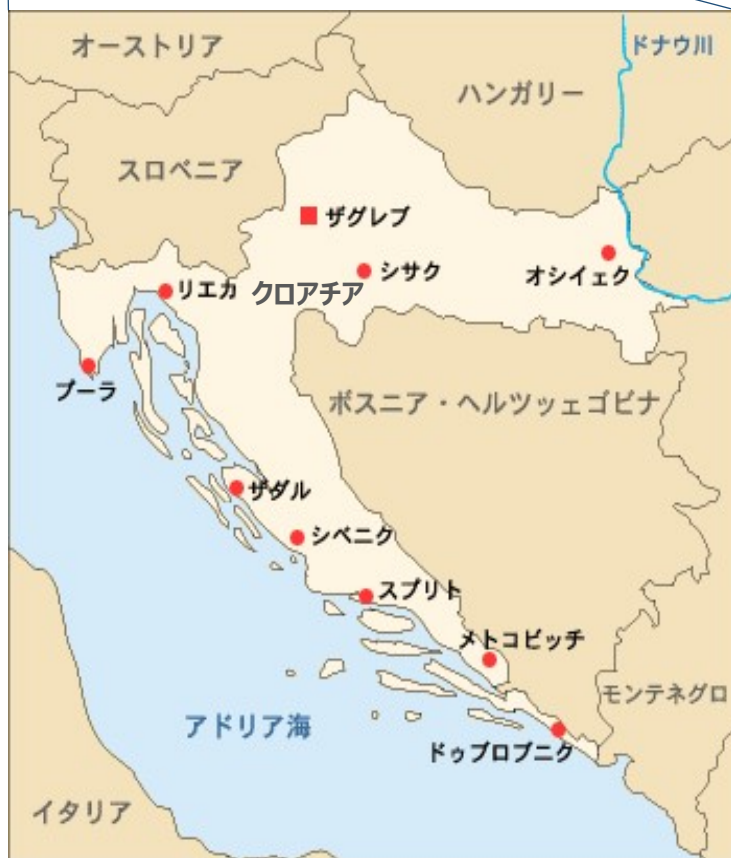 オーストリア
ドナウ川
ハンガリー
スロベニア
ザグレブ
シサク
オシイェク
リエカ
クロアチア
プーラ
ボスニア・ヘルツッェゴビナ
ザダル
シベニク
スプリト
メトコビッチ
モンテネグロ
アドリア海
ドゥブロブニク
イタリア